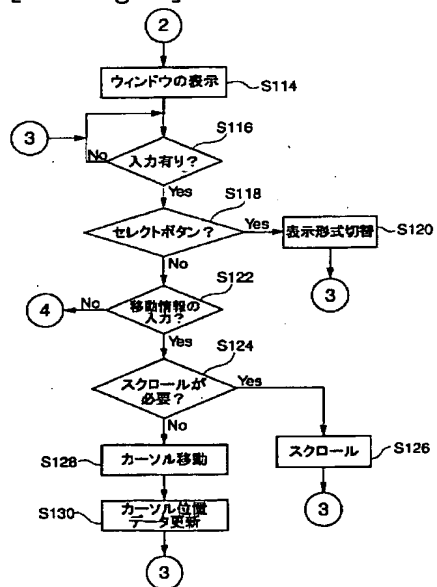 2
ウィンドウの表示
S114
3
S116
入力有り?
No
Yes
S118
セレクトボタン?
Yes
表示形式切替
S120
No
3
S122
4
No
移動情報の
入力?
Yes
S124
スクロールが
必要?
Yes
No
S128
カーソル移動
スクロール
S126
S130
カーソル位置
データ更新
3
3